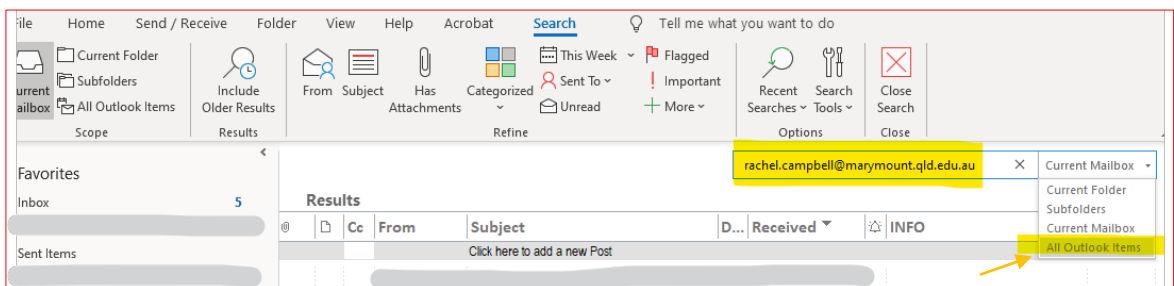 File Home Send / Receive Folder View Help Acrobat Search Tell me what you want to do
Current Folder
Subfolders
All Outlook Items
Scope
Include
Older Results
Results
From Subject
Has
Attachments
Categorized
This Week
Sent To
Unread
Flagged
Important
More
Refine
Recent
Searches
Search
Tools
Options
Close
Search
Close
rachel.campbell@marymount.qld.edu.au Current Mailbox
Current Folder
Subfolders
Current Mailbox
All Outlook Items
Favorites
Inbox 5
Sent Items
Results
Cc From Subject D... Received INFO
Click here to add a new Post